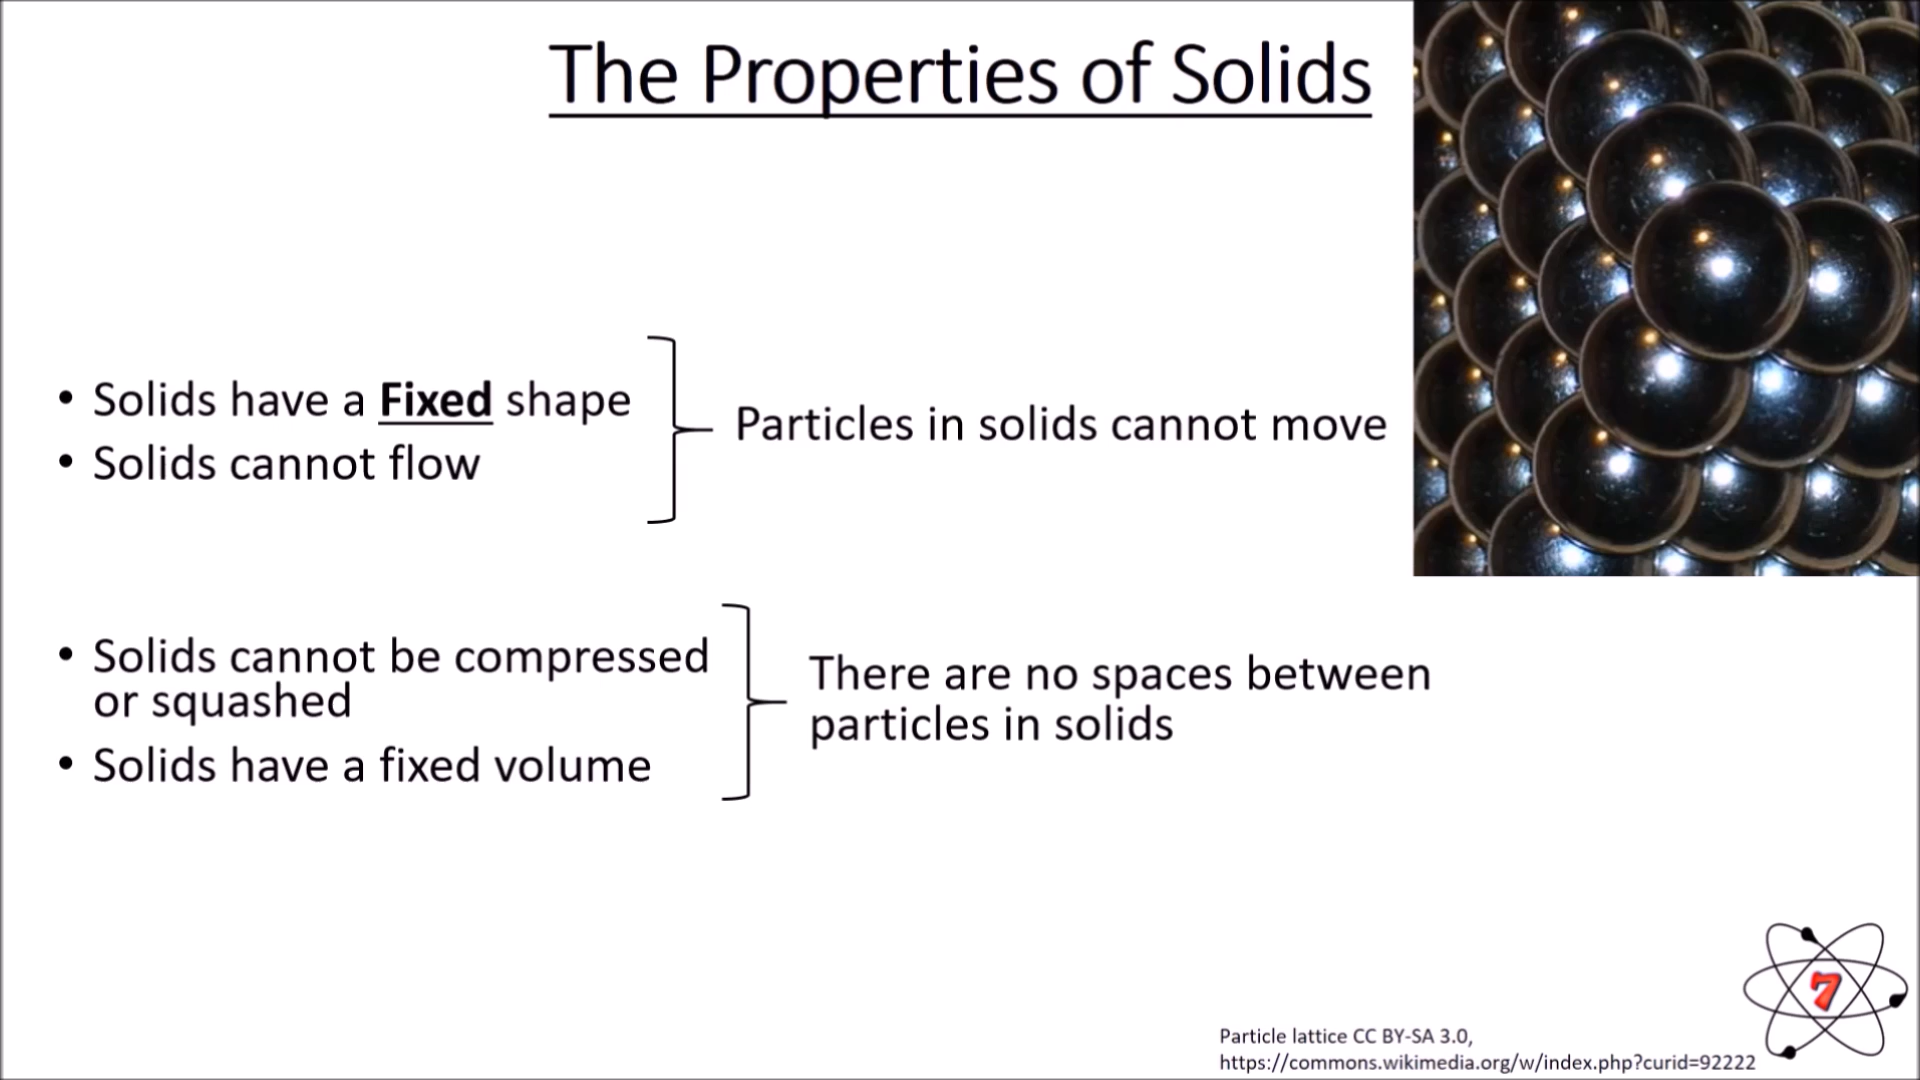 The Properties of Solids
• Solids have a Fixed shape
• Solids cannot flow
Particles in solids cannot move
• Solids cannot be compressed
or squashed
• Solids have a fixed volume
There are no spaces between
particles in solids
7
Particle lattice CC BY-SA 3.0,
https://commons.wikimedia.org/w/index.php?curid=92222